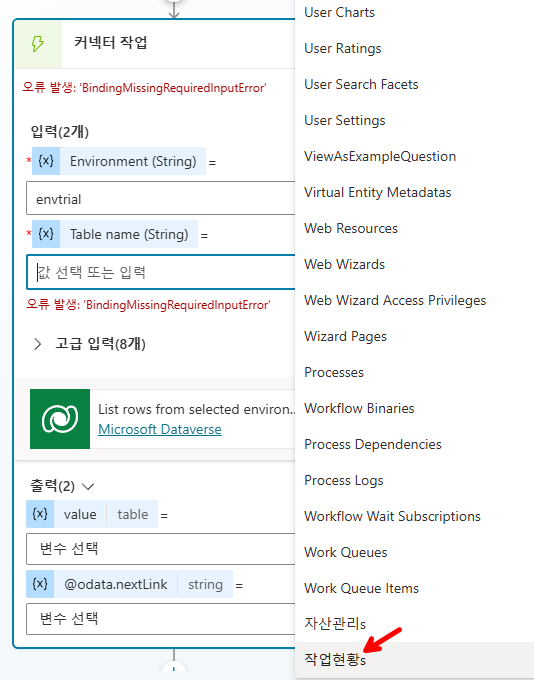 커넥터 작업
오류 발생: 'BindingMissingRequiredInputError'
입력(2개)
* {x} Environment (String) =
envtrial
* {x} Table name (String) =
값 선택 또는 입력
오류 발생: 'BindingMissingRequiredInputError'
고급 입력(8개)
List rows from selected environ...
Microsoft Dataverse
출력(2)
{x} value table =
변수 선택
{x} @odata.nextLink string =
변수 선택
User Charts
User Ratings
User Search Facets
User Settings
ViewAsExampleQuestion
Virtual Entity Metadatas
Web Resources
Web Wizards
Web Wizard Access Privileges
Wizard Pages
Processes
Workflow Binaries
Process Dependencies
Process Logs
Workflow Wait Subscriptions
Work Queues
Work Queue Items
자산관리s
작업현황s